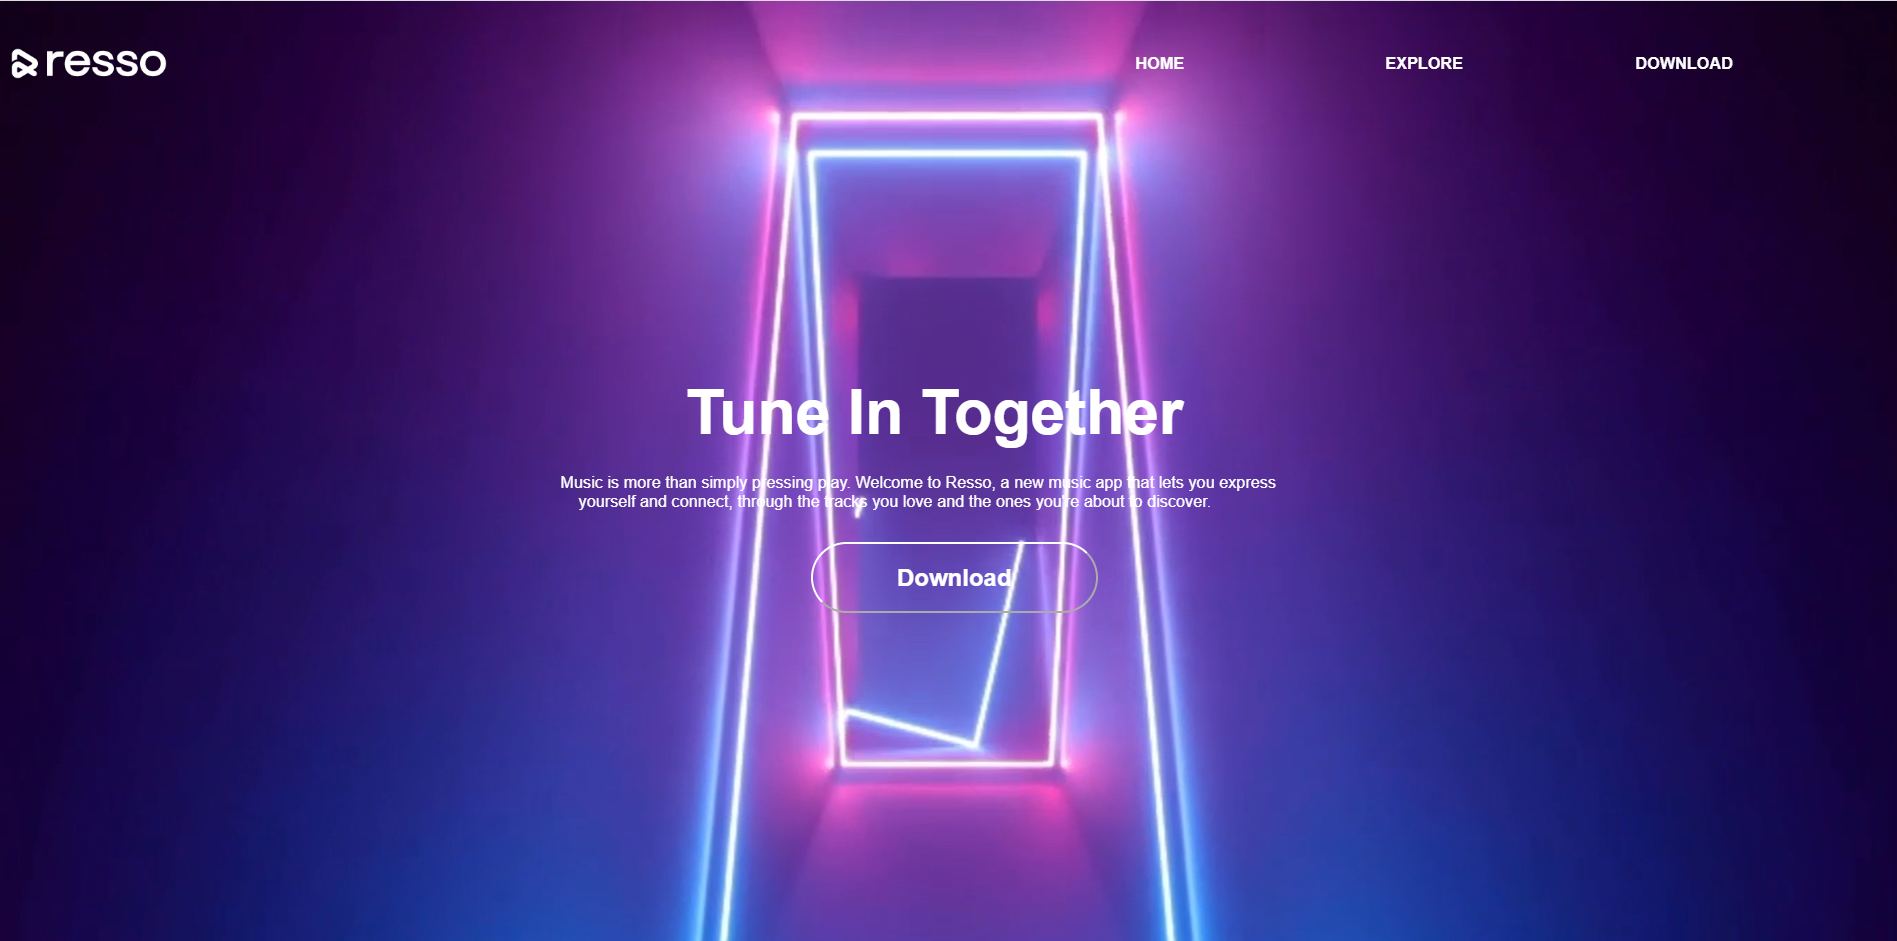 resso
HOME
EXPLORE
DOWNLOAD
Tune In Together
Music is more than simply pressing play. Welcome to Resso, a new music app that lets you express
yourself and connect, through the tracks you love and the ones you're about to discover.
Download